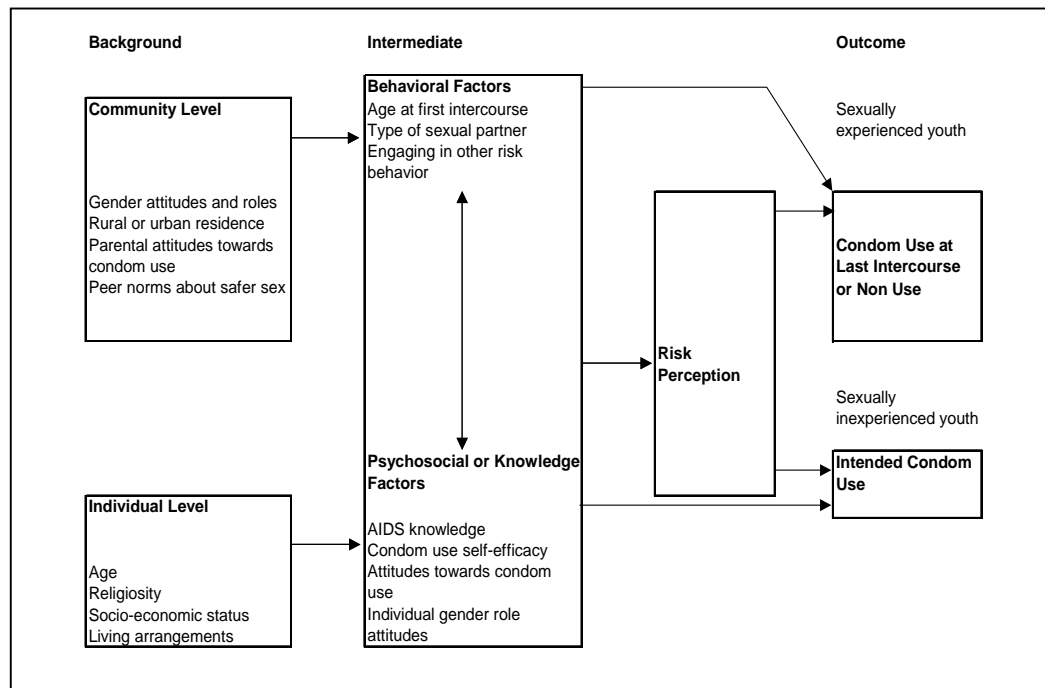 Background
Intermediate
Outcome
Community Level
Gender attitudes and roles
Rural or urban residence
Parental attitudes towards
condom use
Peer norms about safer sex
Individual Level
Age
Religiosity
Socio-economic status
Living arrangements
Behavioral Factors
Age at first intercourse
Type of sexual partner
Engaging in other risk
behavior
Psychosocial or Knowledge
Factors
AIDS knowledge
Condom use self-efficacy
Attitudes towards condom
use
Individual gender role
attitudes
Risk
Perception
Sexually
experienced youth
Condom Use at
Last Intercourse
or Non Use
Sexually
inexperienced youth
Intended Condom
Use